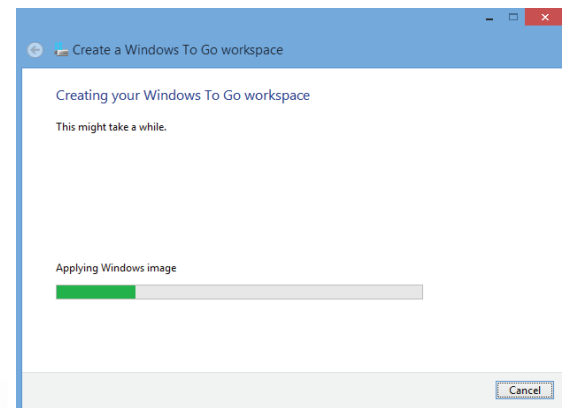 Create a Windows To Go workspace
Creating your Windows To Go workspace
This might take a while.
Applying Windows image
Cancel